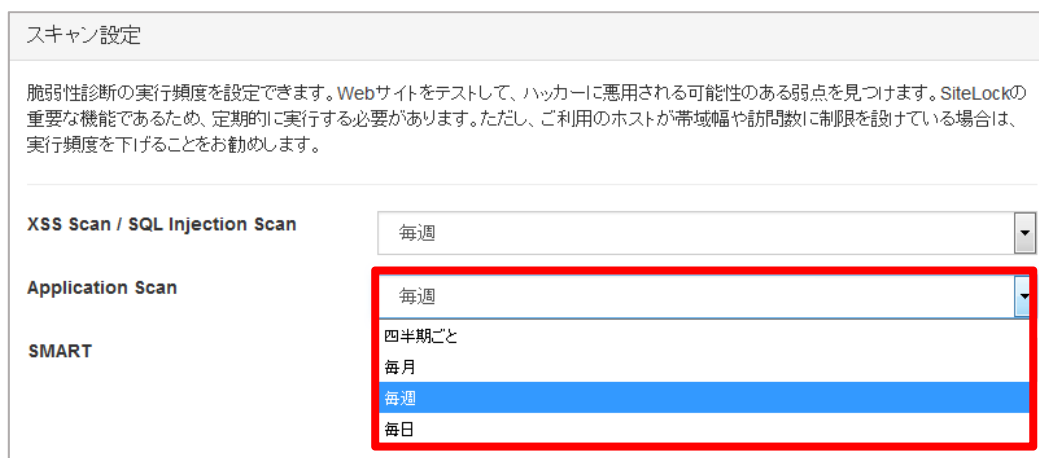 スキャン設定
脆弱性診断の実行頻度を設定できます。Webサイトをテストして、ハッカーに悪用される可能性のある弱点を見つけます。SiteLockの
重要な機能であるため、定期的に実行する必要があります。ただし、ご利用のホストが帯域幅や訪問数に制限を設けている場合は、
実行頻度を下げることをお勧めします。
XSS Scan / SQL Injection Scan
毎週
Application Scan
毎週
四半期ごと
SMART
毎月
毎週
毎日